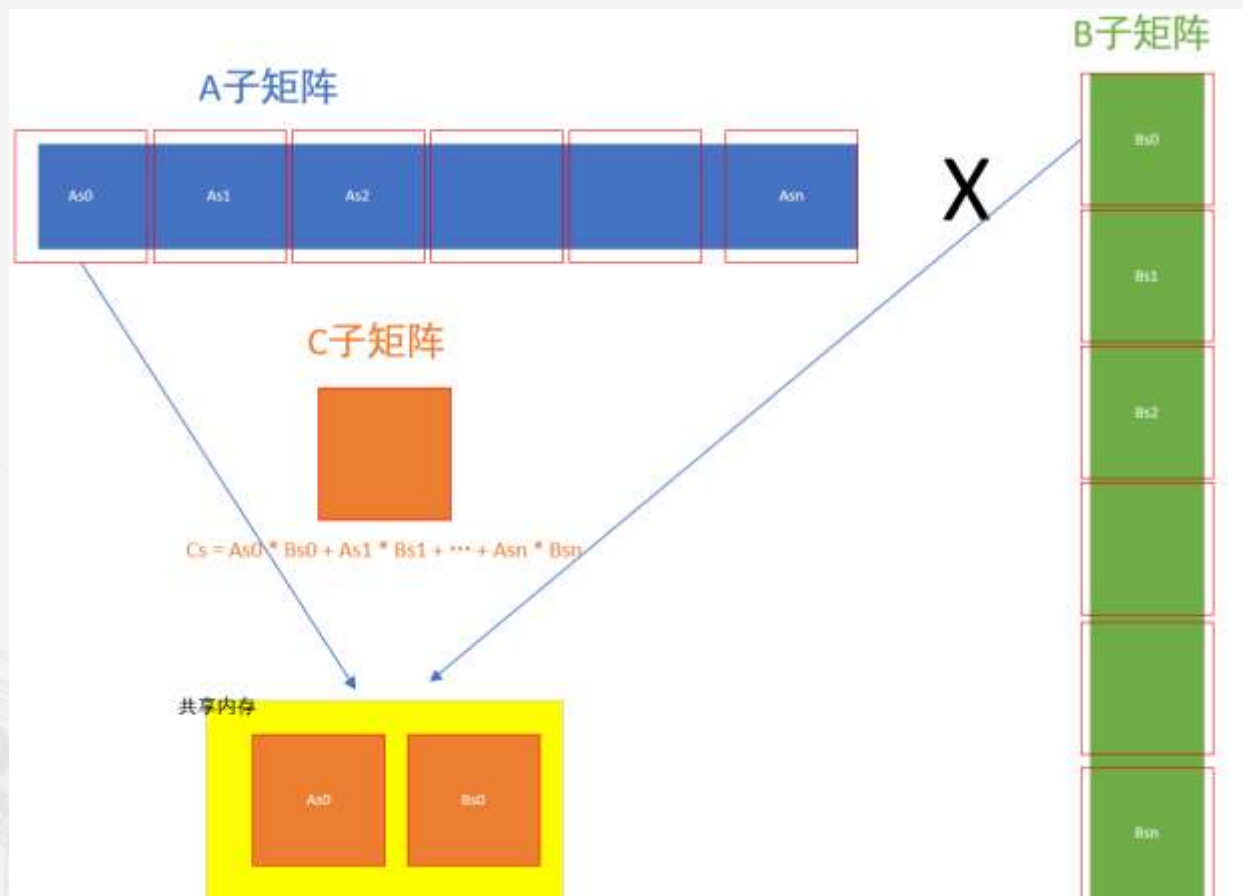 B子矩阵
A子矩阵
As0
As1
As2
Asn
X
Bs0
Bs1
Bs2
Bsn
C子矩阵
Cs = As0 * Bs0 + As1 * Bs1 + ··· + Asn * Bsn
共享内存
As0
Bs0